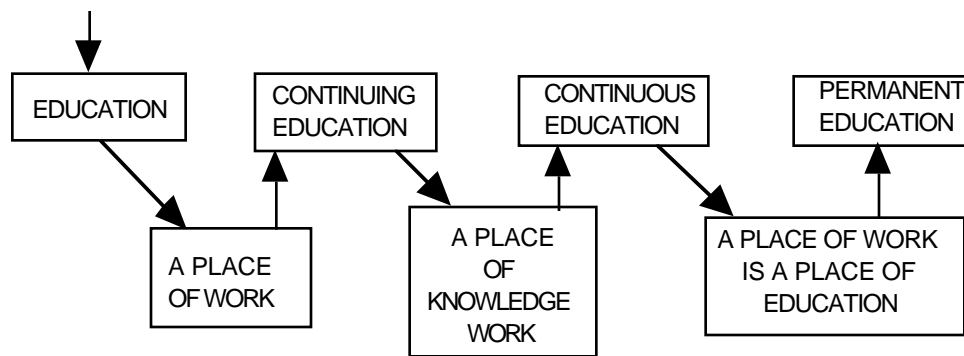 EDUCATION
A PLACE
OF WORK
CONTINUING
EDUCATION
A PLACE
OF
KNOWLEDGE
WORK
CONTINUOUS
EDUCATION
A PLACE OF WORK
IS A PLACE OF
EDUCATION
PERMANENT
EDUCATION